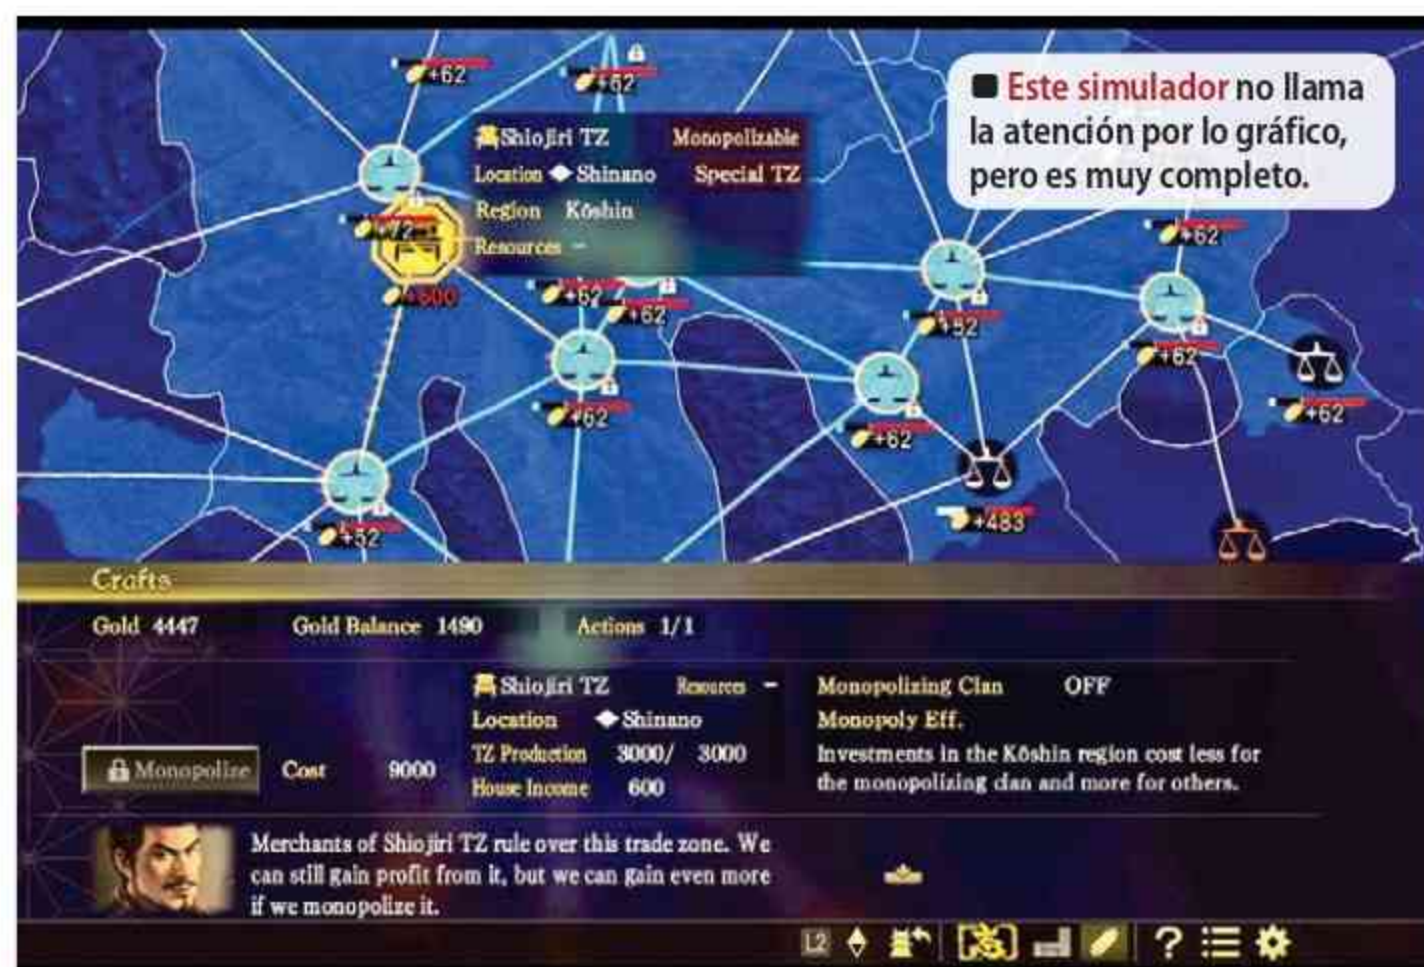 +62
+62
■ Este simulador no llama
la atención por lo gráfico,
pero es muy completo.
Shiojiri TZ Monopolizable
Location ◆ Shinano Special TZ
Region Kōshin
Resources −
+72
+62
+600
+62
+62
+52
+62
+62
+62
+62
+52
+483
Crafts
Gold 4447 Gold Balance 1490 Actions 1/1
Shiojiri TZ Resources − Monopolizing Clan OFF
Location ◆ Shinano Monopoly Eff.
Monopolize Cost 9000
TZ Production 3000/ 3000
House Income 600
Investments in the Kōshin region cost less for
the monopolizing clan and more for others.
Merchants of Shiojiri TZ rule over this trade zone. We
can still gain profit from it, but we can gain even more
if we monopolize it.
L2 ?